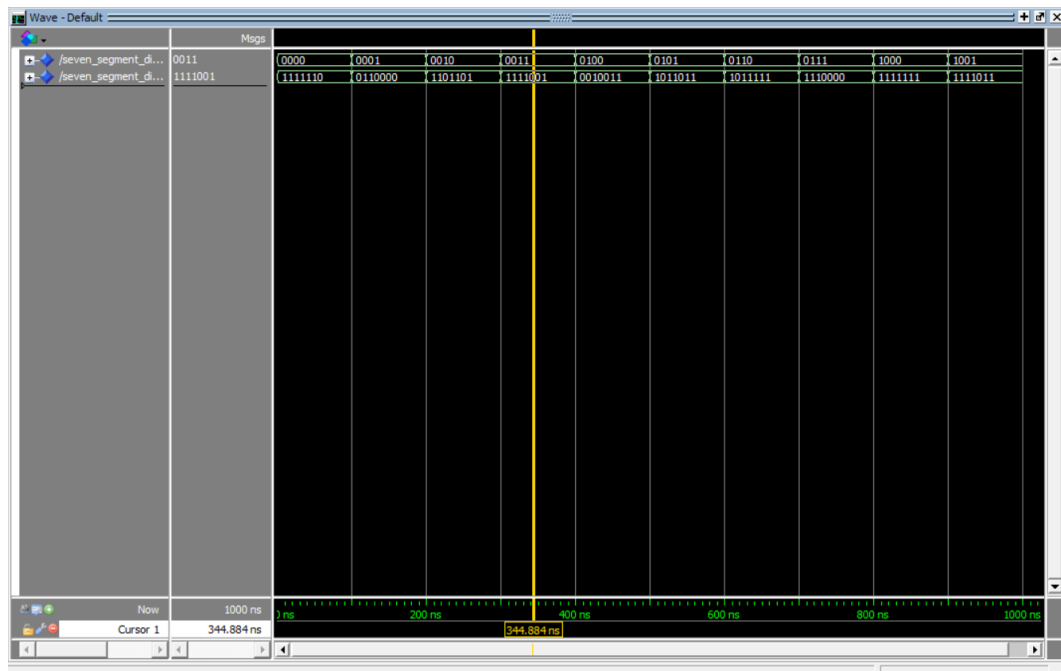 Wave - Default
Msgs
/seven_segment_di... 0011 0000 0001 0010 0011 0100 0101 0110 0111 1000 1001
/seven_segment_di... 1111001 1111110 0110000 1101101 1111001 0010011 1011011 1011111 1110000 1111111 1111011
Now 1000 ns ns 200 ns 400 ns 600 ns 800 ns 1000 ns
Cursor 1 344.884 ns 344.884 ns